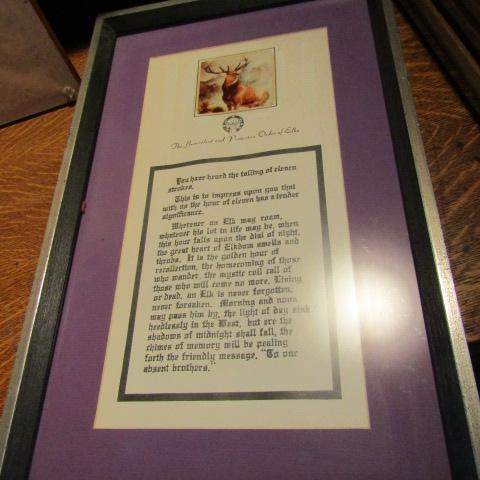 The Benevolent and Protective Order of Elks
You have heard the tolling of eleven
strokes.
This is to impress upon you that
with us the hour of eleven has a tender
significance.
Wherever an Elk may roam,
whatever his lot in life may be, when
this hour falls upon the dial of night,
the great heart of Elkdom swells and
throbs. It is the golden hour of
recollection, the homecoming of those
who wander, the mystic roll call of
those who will come no more. Living
or dead, an Elk is never forgotten,
never forsaken. Morning and noon
may pass him by, the light of day sink
heedlessly in the West, but ere the
shadows of midnight shall fall, the
chimes of memory will be pealing
forth the friendly message, "To our
absent brothers."